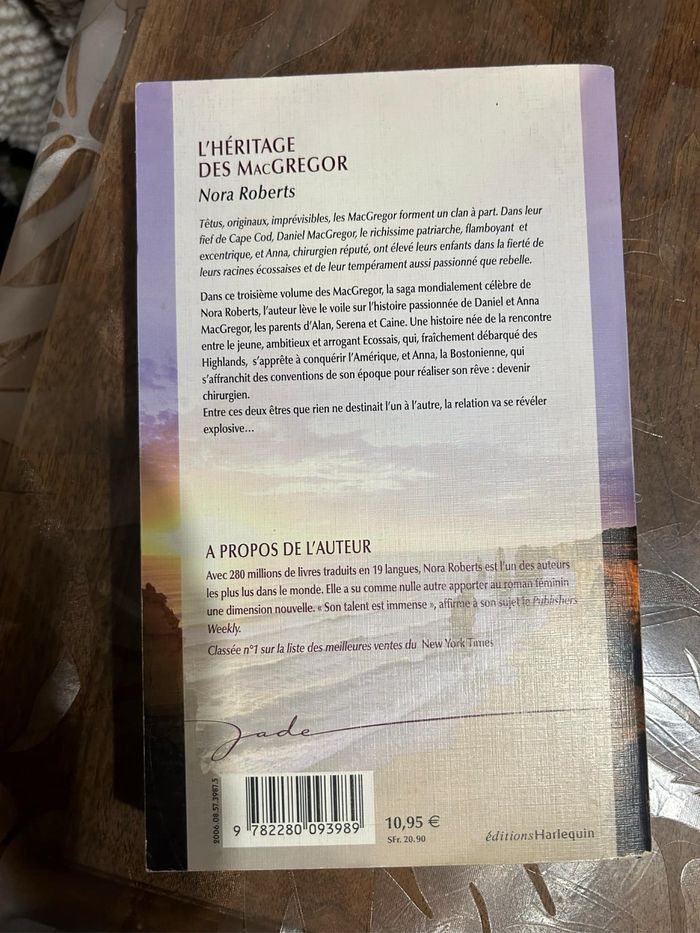 L'HÉRITAGE
DES MACGREGOR
Nora Roberts
Têtus, originaux, imprévisibles, les MacGregor forment un clan à part. Dans leur
fief de Cape Cod, Daniel MacGregor, le richissime patriarche, flamboyant et
excentrique, et Anna, chirurgien réputé, ont élevé leurs enfants dans la fierté de
leurs racines écossaises et de leur tempérament aussi passionné que rebelle.
Dans ce troisième volume des MacGregor, la saga mondialement célèbre de
Nora Roberts, l'auteur lève le voile sur l'histoire passionnée de Daniel et Anna
MacGregor, les parents d'Alan, Serena et Caine. Une histoire née de la rencontre
entre le jeune, ambitieux et arrogant Ecossais, qui, fraîchement débarqué des
Highlands, s'apprête à conquérir l'Amérique, et Anna, la Bostonienne, qui
s'affranchit des conventions de son époque pour réaliser son rêve : devenir
chirurgien.
Entre ces deux êtres que rien ne destinait l'un à l'autre, la relation va se révéler
explosive...
A PROPOS DE L'AUTEUR
Avec 280 millions de livres traduits en 19 langues, Nora Roberts est l'un des auteurs
les plus lus dans le monde. Elle a su comme nulle autre apporter au roman féminin
une dimension nouvelle. « Son talent est immense », affirme à son sujet le Publishers
Weekly.
Classée n°1 sur la liste des meilleures ventes du New York Times
Jade
2006.08.57.3987.5
9 782280 093989
10,95 €
SFr. 20.90
éditions Harlequin